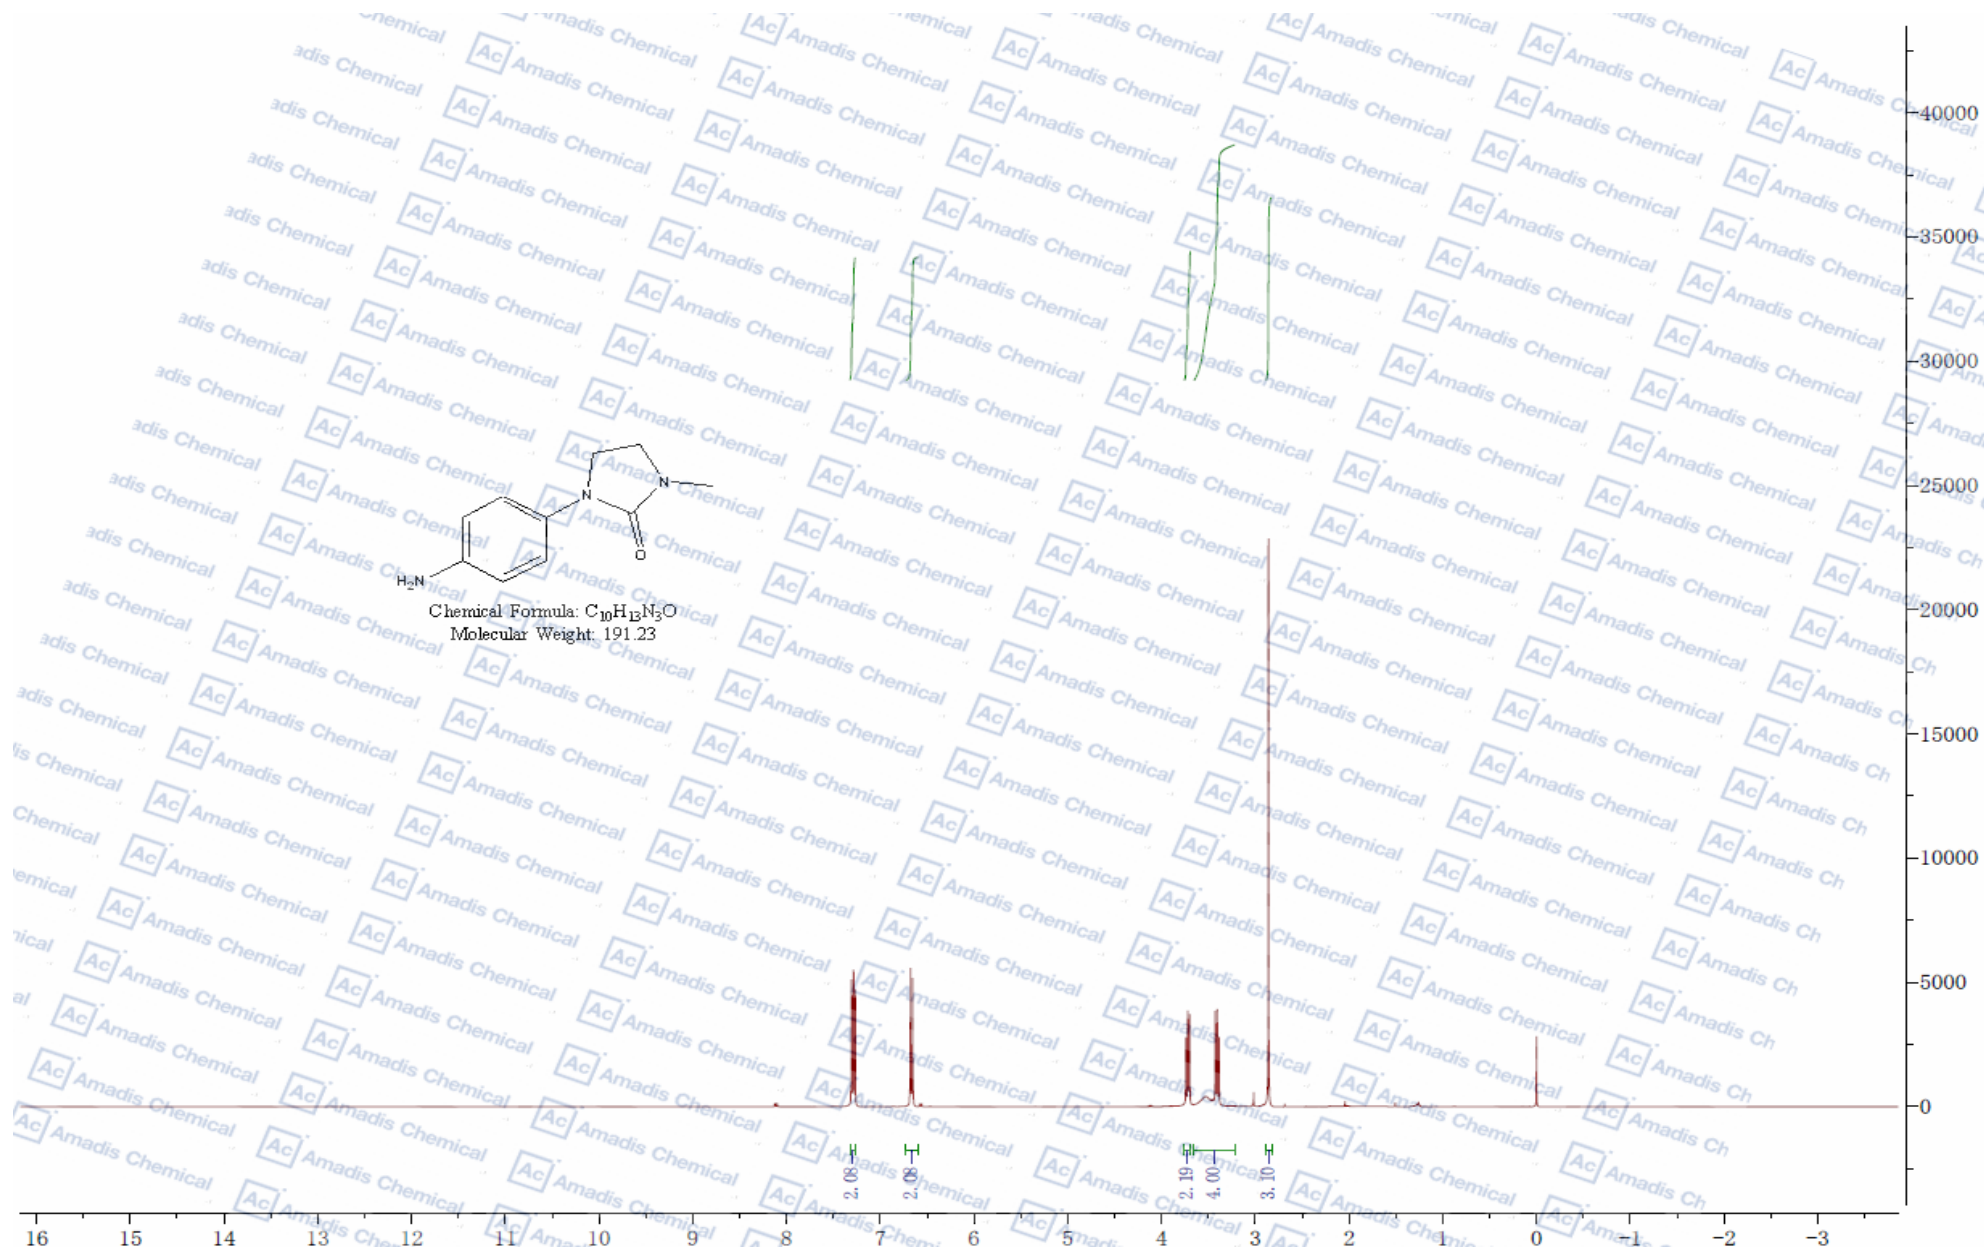 Ac Amadis Chemical
40000
35000
30000
25000
20000
15000
10000
5000
0
N
N
O
H₂N
Chemical Formula: C₁₀H₁₃N₃O
Molecular Weight: 191.23
2.08
2.08
2.19
4.00
3.10
16 15 14 13 12 11 10 9 8 7 6 5 4 3 2 1 0 -1 -2 -3